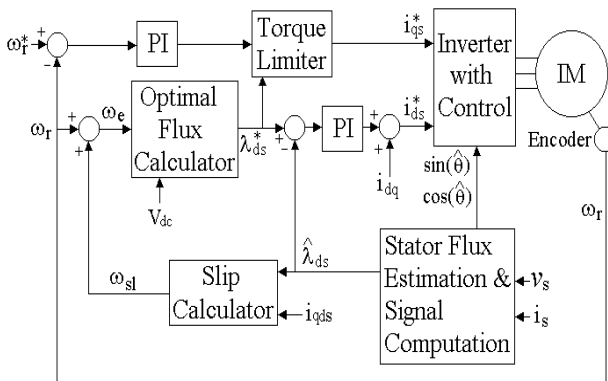 ω*r
+
-
PI
Torque
Limiter
i*qs
Inverter
with
Control
IM
Encoder
ωr
ωr
+
+
ωe
Optimal
Flux
Calculator
λ*ds
+
-
PI
+
+
i*ds
idq
Vdc
sin(θ̂)
cos(θ̂)
λ̂ds
ωsl
Slip
Calculator
iqds
Stator Flux
Estimation &
Signal
Computation
vs
is